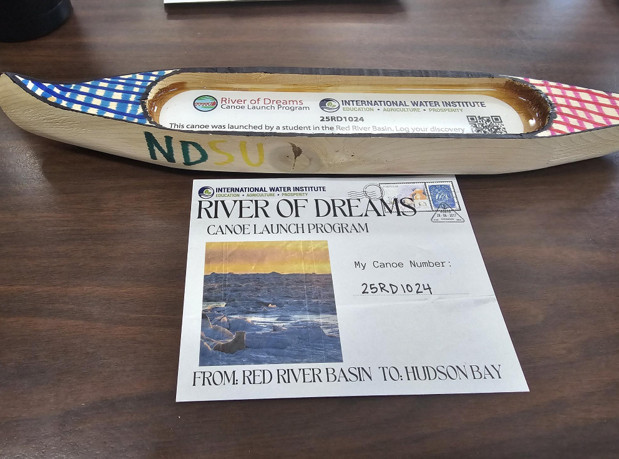 River of Dreams
Canoe Launch Program
INTERNATIONAL WATER INSTITUTE
EDUCATION • AGRICULTURE • PROSPERITY
25RD1024
This canoe was launched by a student in the Red River Basin. Log your discovery
NDSU
INTERNATIONAL WATER INSTITUTE
EDUCATION • AGRICULTURE • PROSPERITY
RIVER OF DREAMS
CANOE LAUNCH PROGRAM
My Canoe Number:
25RD1024
FROM: RED RIVER BASIN TO: HUDSON BAY